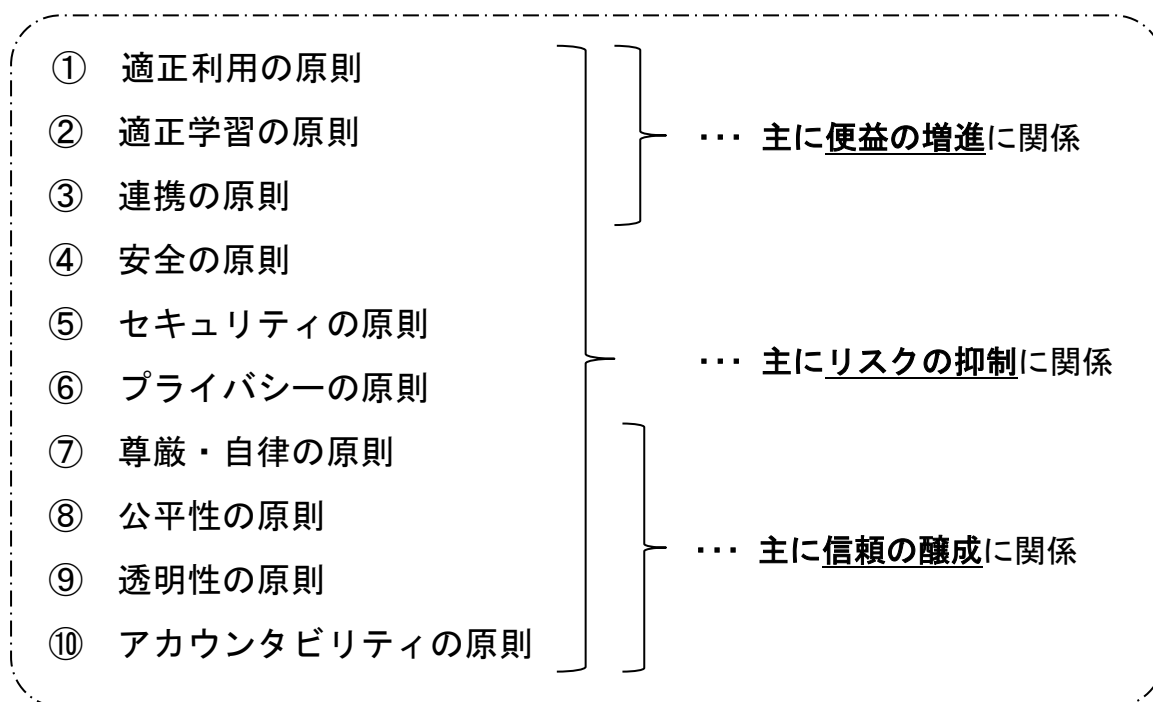 ① 適正利用の原則
② 適正学習の原則
･･･ 主に便益の増進に関係
③ 連携の原則
④ 安全の原則
⑤ セキュリティの原則
･･･ 主にリスクの抑制に関係
⑥ プライバシーの原則
⑦ 尊厳・自律の原則
⑧ 公平性の原則
･･･ 主に信頼の醸成に関係
⑨ 透明性の原則
⑩ アカウンタビリティの原則